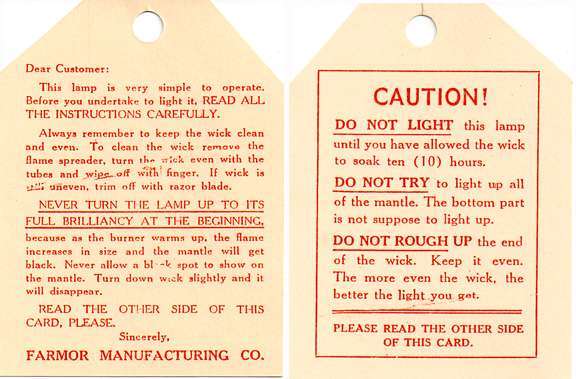 Dear Customer:
This lamp is very simple to operate.
Before you undertake to light it, READ ALL
THE INSTRUCTIONS CAREFULLY.
Always remember to keep the wick clean
and even. To clean the wick remove the
flame spreader, turn the wick even with the
tubes and wipe off with finger. If wick is
still uneven, trim off with razor blade.
NEVER TURN THE LAMP UP TO ITS
FULL BRILLIANCY AT THE BEGINNING,
because as the burner warms up, the flame
increases in size and the mantle will get
black. Never allow a black spot to show on
the mantle. Turn down wick slightly and it
will disappear.
READ THE OTHER SIDE OF THIS
CARD, PLEASE.
Sincerely,
FARMOR MANUFACTURING CO.
CAUTION!
DO NOT LIGHT this lamp
until you have allowed the wick
to soak ten (10) hours.
DO NOT TRY to light up all
of the mantle. The bottom part
is not suppose to light up.
DO NOT ROUGH UP the end
of the wick. Keep it even.
The more even the wick, the
better the light you get.
PLEASE READ THE OTHER SIDE
OF THIS CARD.